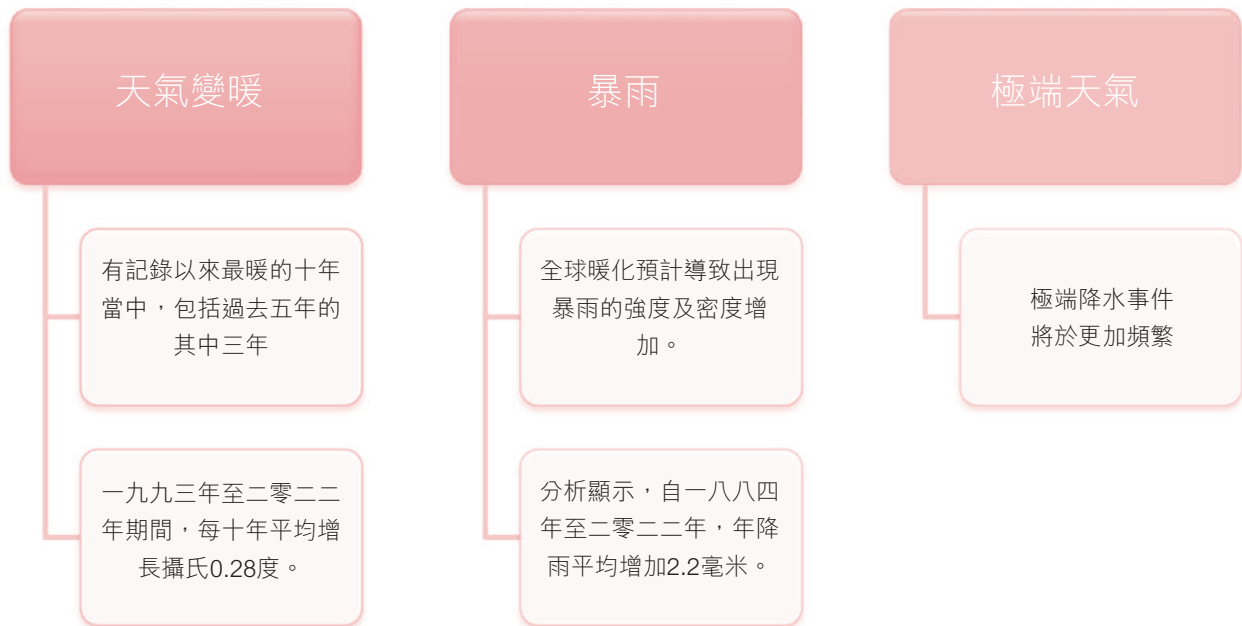 天氣變暖
有記錄以來最暖的十年
當中，包括過去五年的
其中三年
一九九三年至二零二二
年期間，每十年平均增
長攝氏0.28度。
暴雨
全球暖化預計導致出現
暴雨的強度及密度增
加。
分析顯示，自一八八四
年至二零二二年，年降
雨平均增加2.2毫米。
極端天氣
極端降水事件
將於更加頻繁